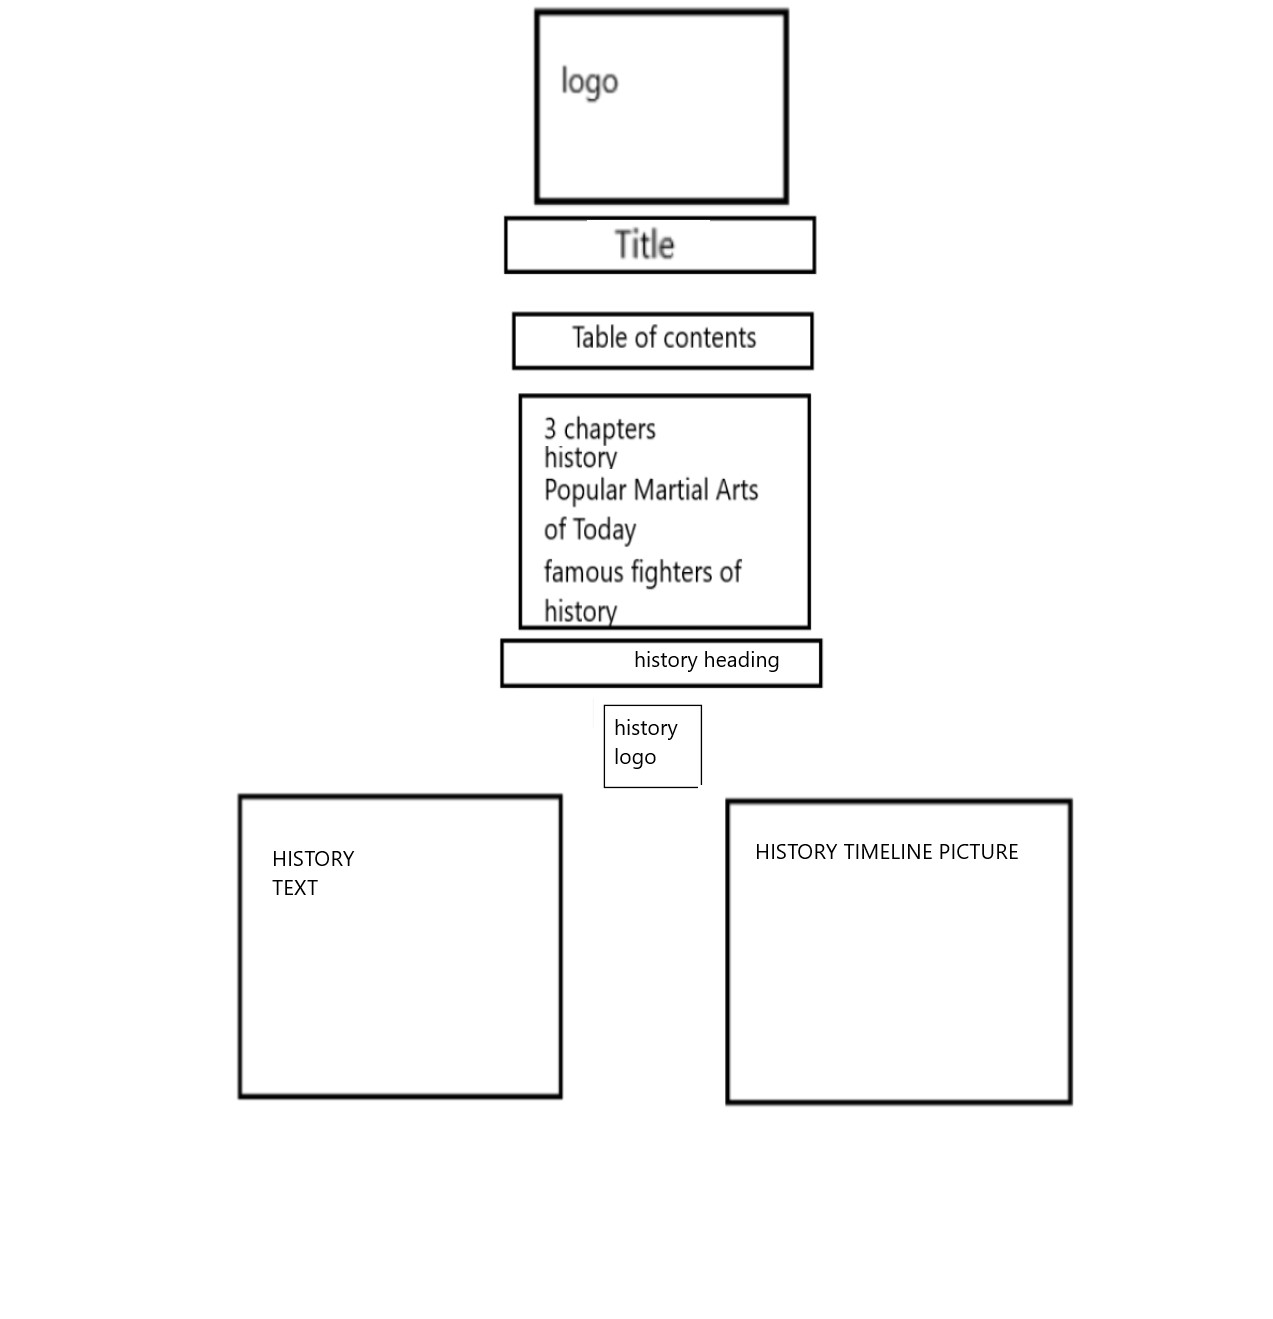 logo
Title
Table of contents
3 chapters
history
Popular Martial Arts
of Today
famous fighters of
history
history heading
history
logo
HISTORY
TEXT
HISTORY TIMELINE PICTURE